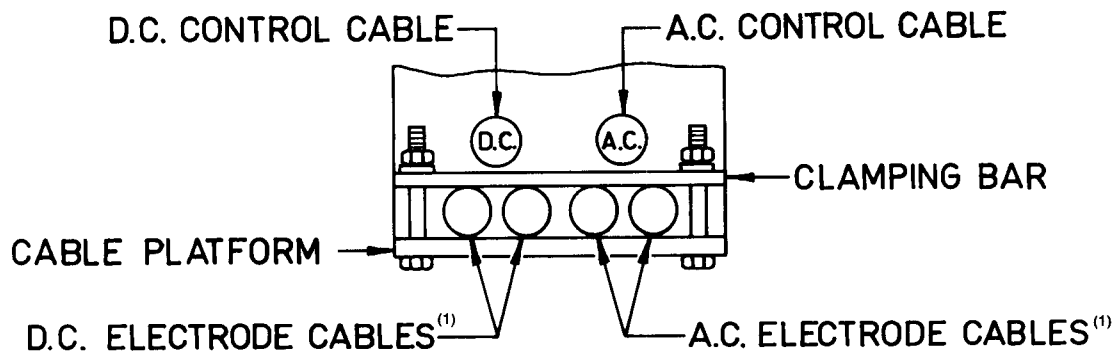 D.C. CONTROL CABLE
A.C. CONTROL CABLE
D.C.
A.C.
CLAMPING BAR
CABLE PLATFORM
D.C. ELECTRODE CABLES(1)
A.C. ELECTRODE CABLES(1)